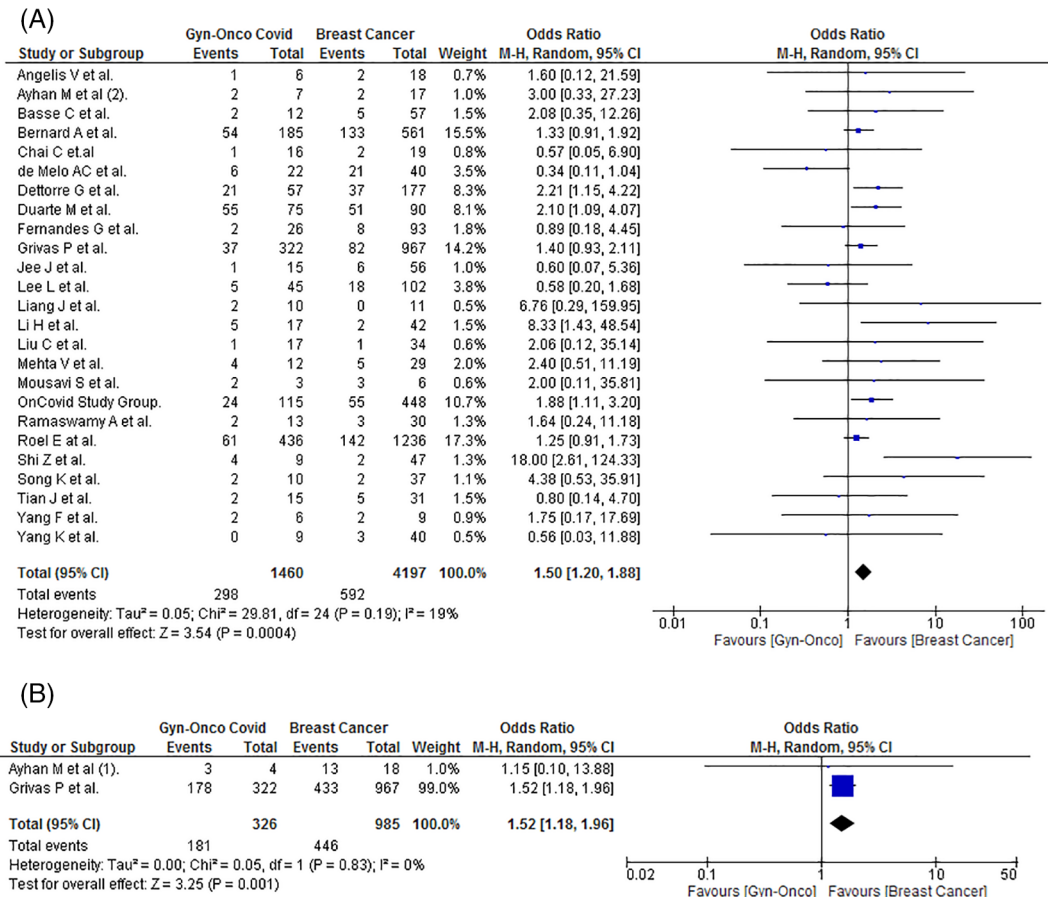 (A)
Gyn-Onco Covid Breast Cancer Odds Ratio Odds Ratio
Study or Subgroup Events Total Events Total Weight M-H, Random, 95% CI M-H, Random, 95% CI
Angelis V et al. 1 6 2 18 0.7% 1.60 [0.12, 21.59]
Ayhan M et al (2). 2 7 2 17 1.0% 3.00 [0.33, 27.23]
Basse C et al. 2 12 5 57 1.5% 2.08 [0.35, 12.26]
Bernard A et al. 54 185 133 561 15.5% 1.33 [0.91, 1.92]
Chai C et.al 1 16 2 19 0.8% 0.57 [0.05, 6.90]
de Melo AC et al. 6 22 21 40 3.5% 0.34 [0.11, 1.04]
Dettorre G et al. 21 57 37 177 8.3% 2.21 [1.15, 4.22]
Duarte M et al. 55 75 51 90 8.1% 2.10 [1.09, 4.07]
Fernandes G et al. 2 26 8 93 1.8% 0.89 [0.18, 4.45]
Grivas P et al. 37 322 82 967 14.2% 1.40 [0.93, 2.11]
Jee J et al. 1 15 6 56 1.0% 0.60 [0.07, 5.36]
Lee L et al. 5 45 18 102 3.8% 0.58 [0.20, 1.68]
Liang J et al. 2 10 0 11 0.5% 6.76 [0.29, 159.95]
Li H et al. 5 17 2 42 1.5% 8.33 [1.43, 48.54]
Liu C et al. 1 17 1 34 0.6% 2.06 [0.12, 35.14]
Mehta V et al. 4 12 5 29 2.0% 2.40 [0.51, 11.19]
Mousavi S et al. 2 3 3 6 0.6% 2.00 [0.11, 35.81]
OnCovid Study Group. 24 115 55 448 10.7% 1.88 [1.11, 3.20]
Ramaswamy A et al. 2 13 3 30 1.3% 1.64 [0.24, 11.18]
Roel E at al. 61 436 142 1236 17.3% 1.25 [0.91, 1.73]
Shi Z et al. 4 9 2 47 1.3% 18.00 [2.61, 124.33]
Song K et al. 2 10 2 37 1.1% 4.38 [0.53, 35.91]
Tian J et al. 2 15 5 31 1.5% 0.80 [0.14, 4.70]
Yang F et al. 2 6 2 9 0.9% 1.75 [0.17, 17.69]
Yang K et al. 0 9 3 40 0.5% 0.56 [0.03, 11.88]
Total (95% CI) 1460 4197 100.0% 1.50 [1.20, 1.88]
Total events 298 592
Heterogeneity: Tau² = 0.05; Chi² = 29.81, df = 24 (P = 0.19); I² = 19%
Test for overall effect: Z = 3.54 (P = 0.0004)
0.01 0.1 1 10 100
Favours [Gyn-Onco] Favours [Breast Cancer]
(B)
Gyn-Onco Covid Breast Cancer Odds Ratio Odds Ratio
Study or Subgroup Events Total Events Total Weight M-H, Random, 95% CI M-H, Random, 95% CI
Ayhan M et al (1). 3 4 13 18 1.0% 1.15 [0.10, 13.88]
Grivas P et al. 178 322 433 967 99.0% 1.52 [1.18, 1.96]
Total (95% CI) 326 985 100.0% 1.52 [1.18, 1.96]
Total events 181 446
Heterogeneity: Tau² = 0.00; Chi² = 0.05, df = 1 (P = 0.83); I² = 0%
Test for overall effect: Z = 3.25 (P = 0.001)
0.02 0.1 1 10 50
Favours [Gyn-Onco] Favours [Breast Cancer]